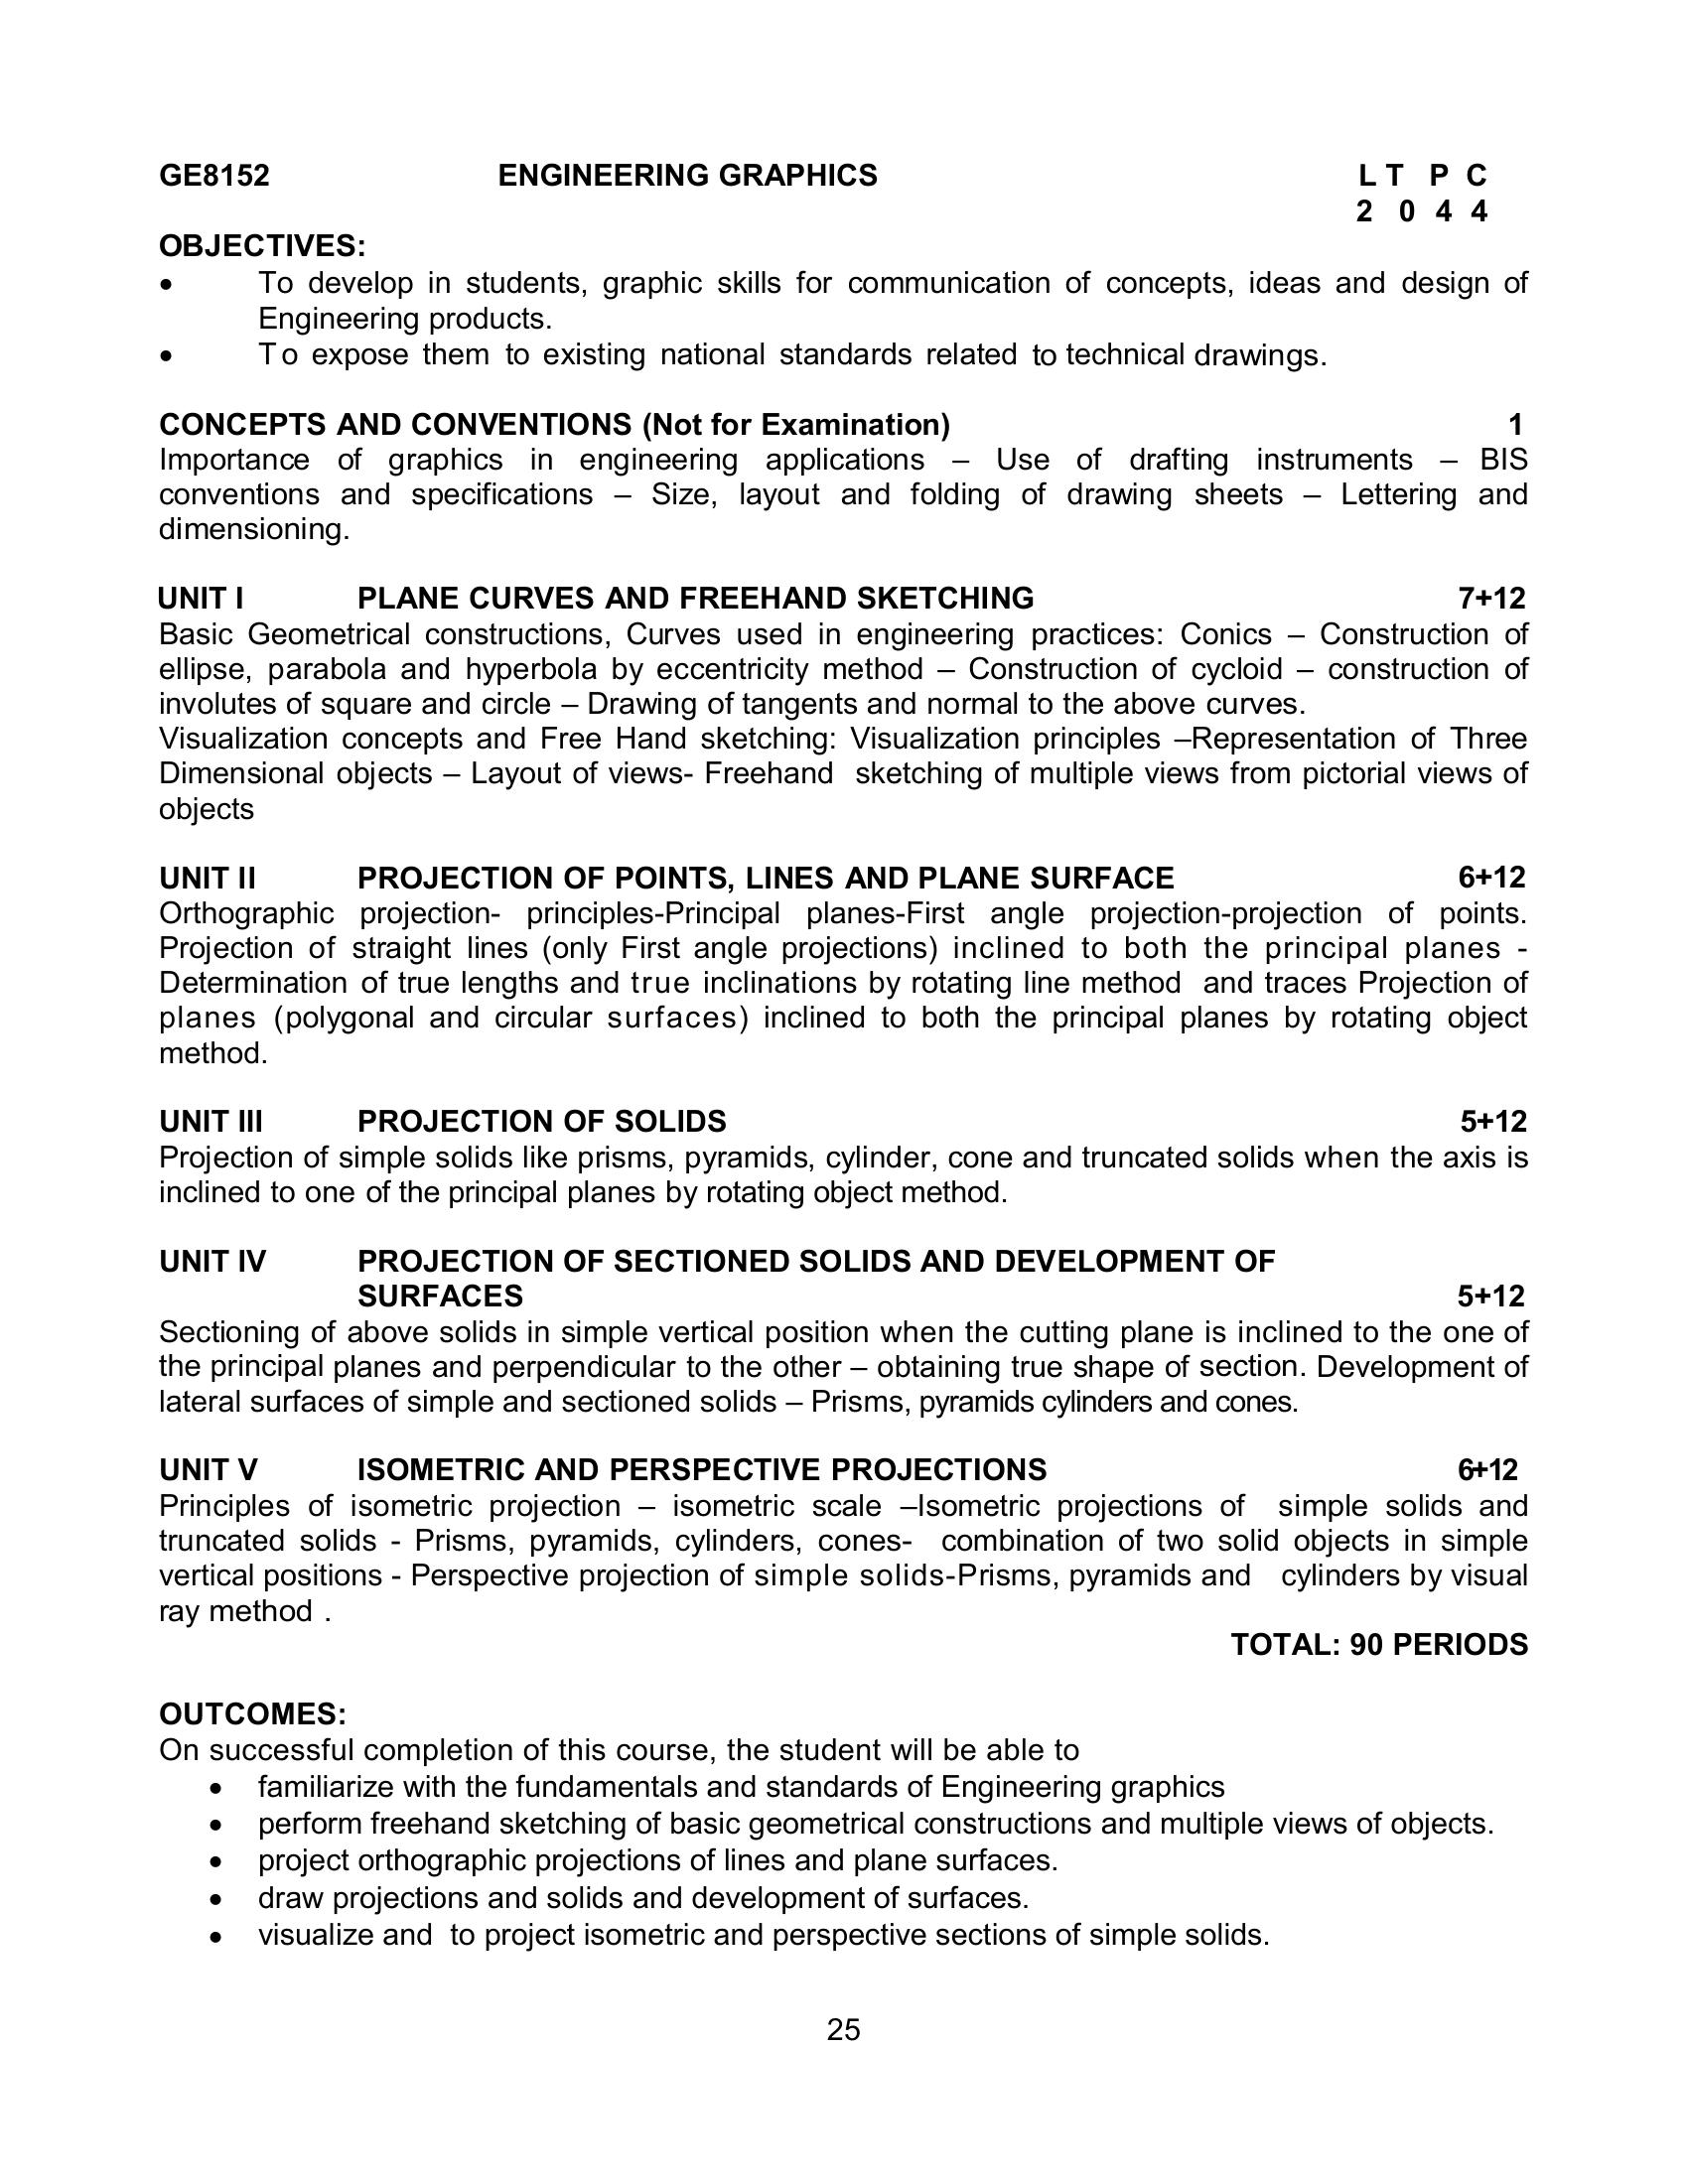 GE8152 ENGINEERING GRAPHICS L T P C
2 0 4 4
OBJECTIVES:
• To develop in students, graphic skills for communication of concepts, ideas and design of
Engineering products.
• To expose them to existing national standards related to technical drawings.
CONCEPTS AND CONVENTIONS (Not for Examination) 1
Importance of graphics in engineering applications – Use of drafting instruments – BIS
conventions and specifications – Size, layout and folding of drawing sheets – Lettering and
dimensioning.
UNIT I PLANE CURVES AND FREEHAND SKETCHING 7+12
Basic Geometrical constructions, Curves used in engineering practices: Conics – Construction of
ellipse, parabola and hyperbola by eccentricity method – Construction of cycloid – construction of
involutes of square and circle – Drawing of tangents and normal to the above curves.
Visualization concepts and Free Hand sketching: Visualization principles –Representation of Three
Dimensional objects – Layout of views- Freehand sketching of multiple views from pictorial views of
objects
UNIT II PROJECTION OF POINTS, LINES AND PLANE SURFACE 6+12
Orthographic projection- principles-Principal planes-First angle projection-projection of points.
Projection of straight lines (only First angle projections) inclined to both the principal planes -
Determination of true lengths and true inclinations by rotating line method and traces Projection of
planes (polygonal and circular surfaces) inclined to both the principal planes by rotating object
method.
UNIT III PROJECTION OF SOLIDS 5+12
Projection of simple solids like prisms, pyramids, cylinder, cone and truncated solids when the axis is
inclined to one of the principal planes by rotating object method.
UNIT IV PROJECTION OF SECTIONED SOLIDS AND DEVELOPMENT OF
SURFACES 5+12
Sectioning of above solids in simple vertical position when the cutting plane is inclined to the one of
the principal planes and perpendicular to the other – obtaining true shape of section. Development of
lateral surfaces of simple and sectioned solids – Prisms, pyramids cylinders and cones.
UNIT V ISOMETRIC AND PERSPECTIVE PROJECTIONS 6+12
Principles of isometric projection – isometric scale –Isometric projections of simple solids and
truncated solids - Prisms, pyramids, cylinders, cones- combination of two solid objects in simple
vertical positions - Perspective projection of simple solids-Prisms, pyramids and cylinders by visual
ray method .
TOTAL: 90 PERIODS
OUTCOMES:
On successful completion of this course, the student will be able to
• familiarize with the fundamentals and standards of Engineering graphics
• perform freehand sketching of basic geometrical constructions and multiple views of objects.
• project orthographic projections of lines and plane surfaces.
• draw projections and solids and development of surfaces.
• visualize and to project isometric and perspective sections of simple solids.
25